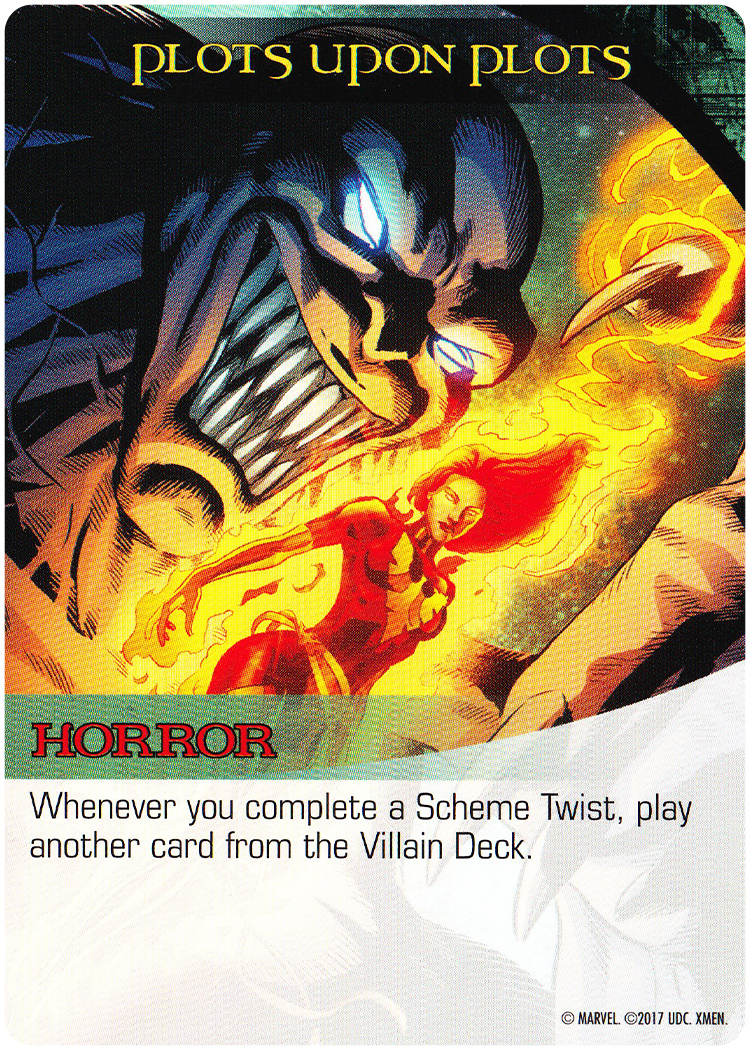 PLOTS UPON PLOTS
HORROR
Whenever you complete a Scheme Twist, play
another card from the Villain Deck.
© MARVEL. ©2017 UDC. XMEN.